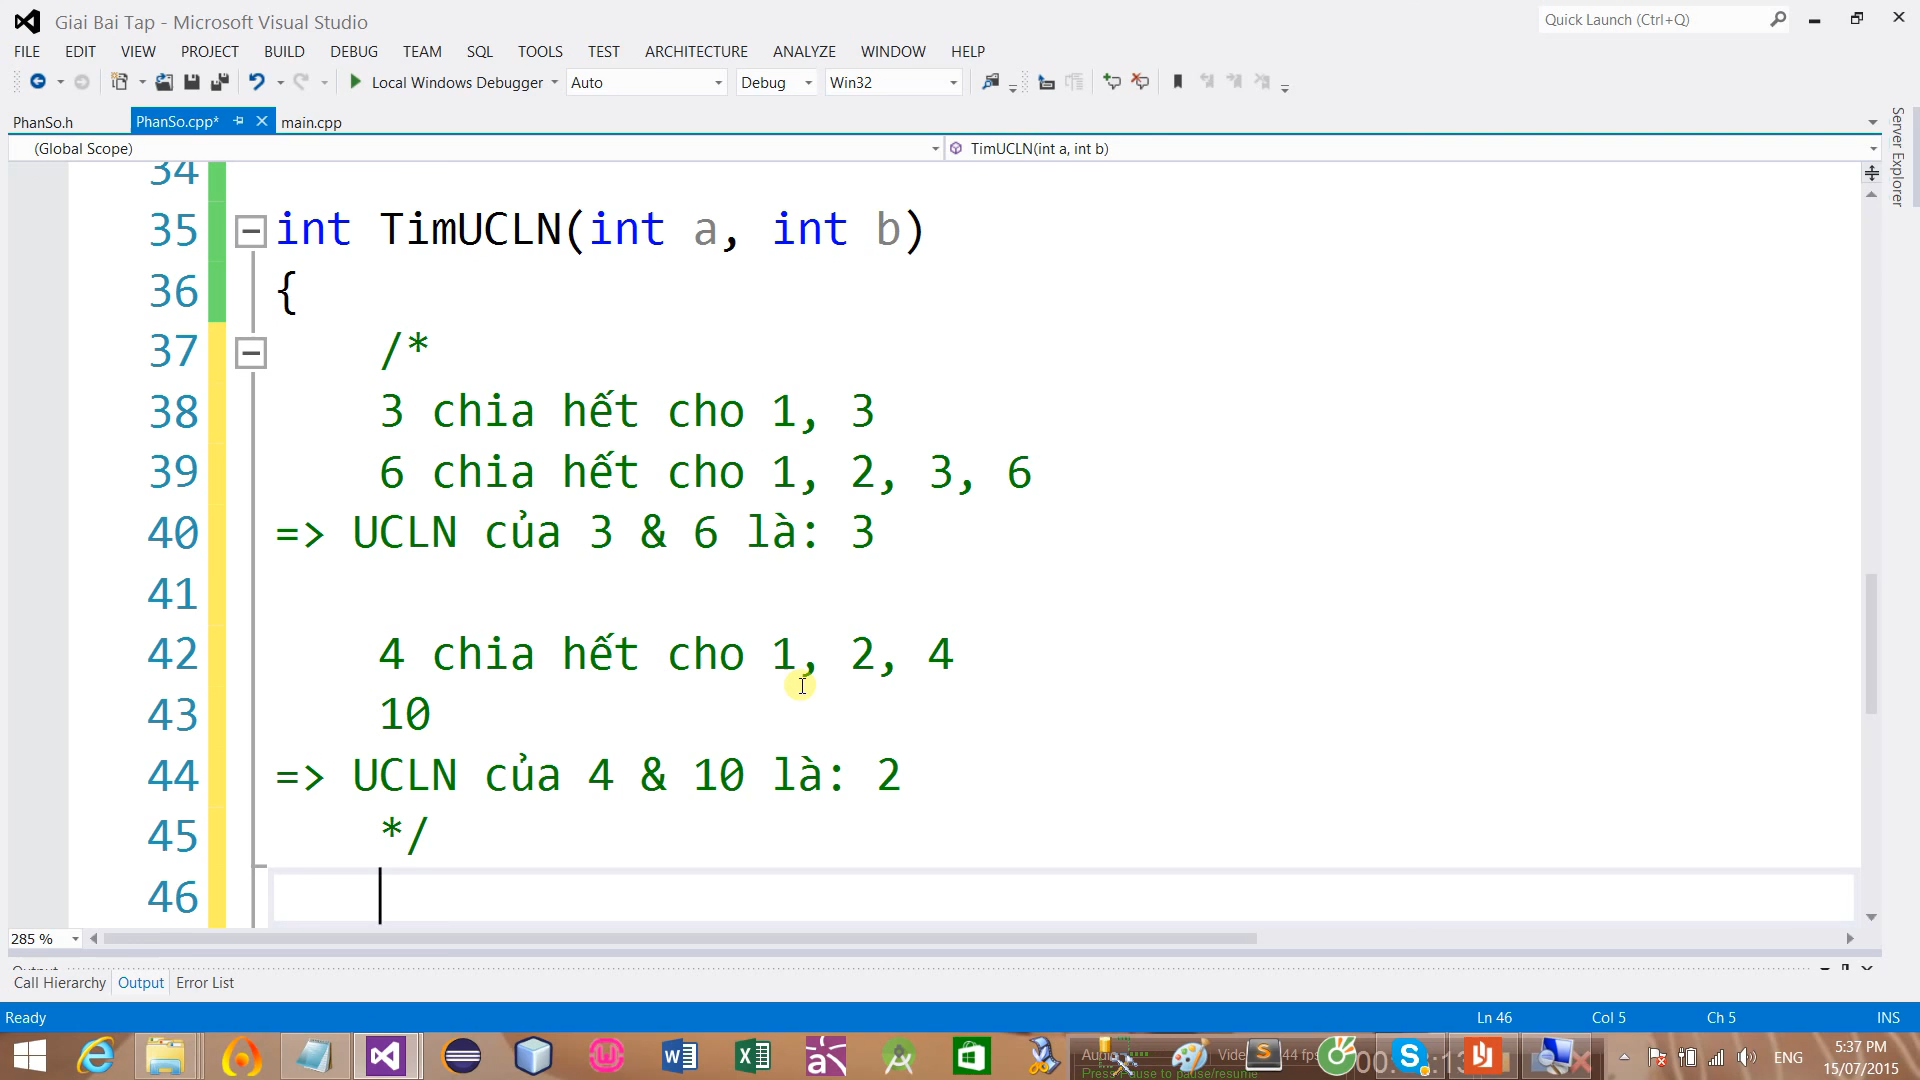 Giai Bai Tap - Microsoft Visual Studio
Quick Launch (Ctrl+Q)
FILE EDIT VIEW PROJECT BUILD DEBUG TEAM SQL TOOLS TEST ARCHITECTURE ANALYZE WINDOW HELP
Local Windows Debugger Auto Debug Win32
PhanSo.h PhanSo.cpp* main.cpp
Server Explorer
(Global Scope) TimUCLN(int a, int b)
34
35 int TimUCLN(int a, int b)
36 {
37 /*
38 3 chia hết cho 1, 3
39 6 chia hết cho 1, 2, 3, 6
40 => UCLN của 3 & 6 là: 3
41
42 4 chia hết cho 1, 2, 4
43 10
44 => UCLN của 4 & 10 là: 2
45 */
46
285 %
Call Hierarchy Output Error List
Ready Ln 46 Col 5 Ch 5 INS
ENG
5:37 PM
15/07/2015